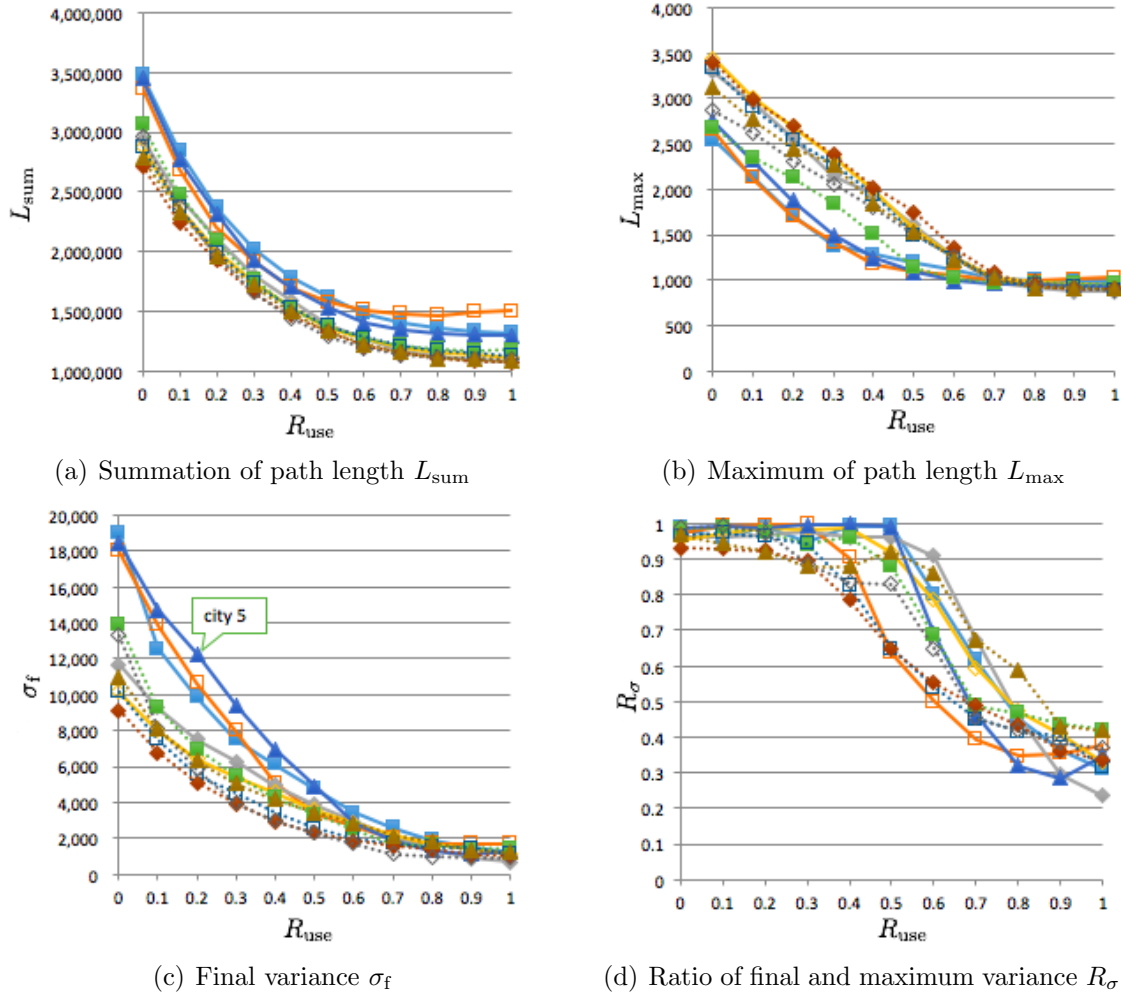 4,000,000
3,500,000
3,000,000
2,500,000
2,000,000
1,500,000
1,000,000
L_sum
0 0.1 0.2 0.3 0.4 0.5 0.6 0.7 0.8 0.9 1
R_use
(a) Summation of path length L_sum
4,000
3,500
3,000
2,500
2,000
1,500
1,000
500
0
L_max
0 0.1 0.2 0.3 0.4 0.5 0.6 0.7 0.8 0.9 1
R_use
(b) Maximum of path length L_max
20,000
18,000
16,000
14,000
12,000
10,000
8,000
6,000
4,000
2,000
0
σ_f
city 5
0 0.1 0.2 0.3 0.4 0.5 0.6 0.7 0.8 0.9 1
R_use
(c) Final variance σ_f
1
0.9
0.8
0.7
0.6
0.5
0.4
0.3
0.2
0.1
0
R_σ
0 0.1 0.2 0.3 0.4 0.5 0.6 0.7 0.8 0.9 1
R_use
(d) Ratio of final and maximum variance R_σ